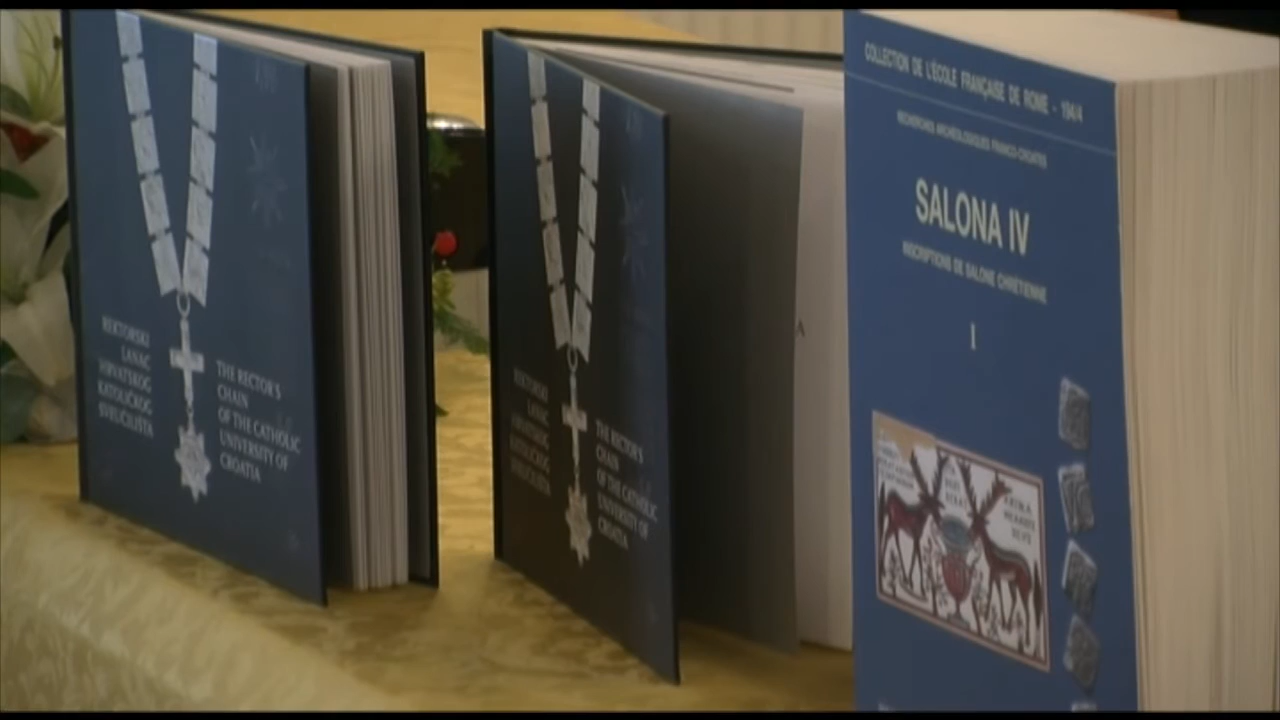 REKTORSKI
LANAC
HRVATSKOG
KATOLIČKOG
SVEUČILIŠTA
THE RECTOR'S
CHAIN
OF THE CATHOLIC
UNIVERSITY OF
CROATIA
REKTORSKI
LANAC
HRVATSKOG
KATOLIČKOG
SVEUČILIŠTA
THE RECTOR'S
CHAIN
OF THE CATHOLIC
UNIVERSITY OF
CROATIA
A
COLLECTION DE L'ÉCOLE FRANÇAISE DE ROME - 194/4
RECHERCHES ARCHÉOLOGIQUES FRANCO-CROATES
SALONA IV
INSCRIPTIONS DE SALONE CHRÉTIENNE
I